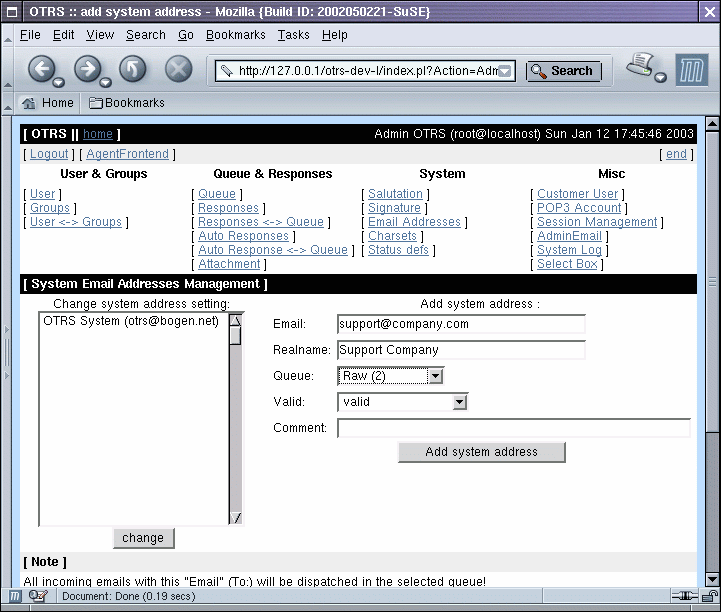 OTRS :: add system address - Mozilla {Build ID: 2002050221-SuSE}
File Edit View Search Go Bookmarks Tasks Help
http://127.0.0.1/otrs-dev-l/index.pl?Action=Adm Search
Home Bookmarks
[ OTRS || home ] Admin OTRS (root@localhost) Sun Jan 12 17:45:46 2003
[ Logout ] [ AgentFrontend ] [ end ]
User & Groups Queue & Responses System Misc
[ User ] [ Queue ] [ Salutation ] [ Customer User ]
[ Groups ] [ Responses ] [ Signature ] [ POP3 Account ]
[ User <-> Groups ] [ Responses <-> Queue ] [ Email Addresses ] [ Session Management ]
[ Auto Responses ] [ Charsets ] [ AdminEmail ]
[ Auto Response <-> Queue ] [ Status defs ] [ System Log ]
[ Attachment ] [ Select Box ]
[ System Email Addresses Management ]
Change system address setting: Add system address :
OTRS System (otrs@bogen.net)
Email: support@company.com
Realname: Support Company
Queue: Raw (2)
Valid: valid
Comment:
Add system address
change
[ Note ]
All incoming emails with this "Email" (To:) will be dispatched in the selected queue!
Document: Done (0.19 secs)